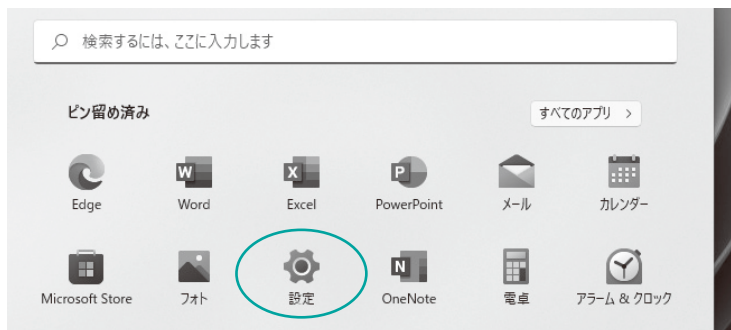 検索するには、ここに入力します
ピン留め済み
すべてのアプリ >
Edge
Word
Excel
PowerPoint
メール
カレンダー
Microsoft Store
フォト
設定
OneNote
電卓
アラーム & クロック